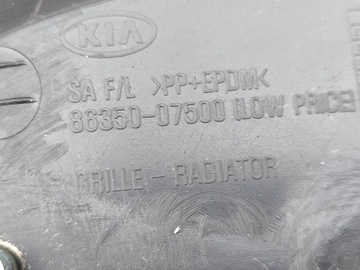 KIA
SA F/L >PP+EPDM<
86350-07500 [LOW PRICE]
GRILLE - RADIATOR